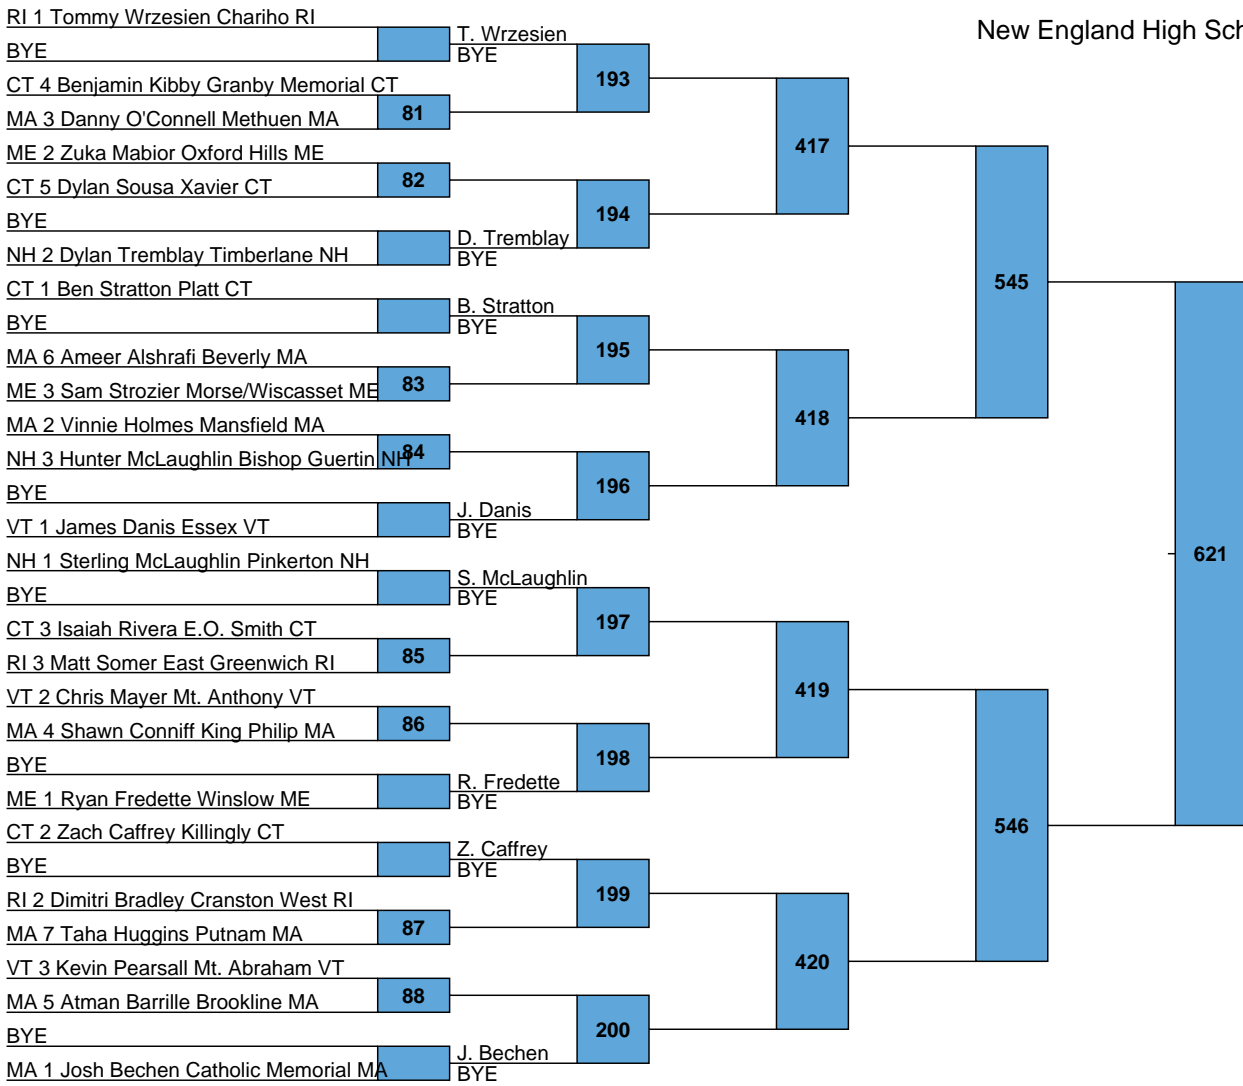 RI 1 Tommy Wrzesien Chariho RI
BYE
CT 4 Benjamin Kibby Granby Memorial CT
MA 3 Danny O'Connell Methuen MA
ME 2 Zuka Mabior Oxford Hills ME
CT 5 Dylan Sousa Xavier CT
BYE
NH 2 Dylan Tremblay Timberlane NH
CT 1 Ben Stratton Platt CT
BYE
MA 6 Ameer Alshrafi Beverly MA
ME 3 Sam Strozier Morse/Wiscasset ME
MA 2 Vinnie Holmes Mansfield MA
NH 3 Hunter McLaughlin Bishop Guertin NH
BYE
VT 1 James Danis Essex VT
NH 1 Sterling McLaughlin Pinkerton NH
BYE
CT 3 Isaiah Rivera E.O. Smith CT
RI 3 Matt Somer East Greenwich RI
VT 2 Chris Mayer Mt. Anthony VT
MA 4 Shawn Conniff King Philip MA
BYE
ME 1 Ryan Fredette Winslow ME
CT 2 Zach Caffrey Killingly CT
BYE
RI 2 Dimitri Bradley Cranston West RI
MA 7 Taha Huggins Putnam MA
VT 3 Kevin Pearsall Mt. Abraham VT
MA 5 Atman Barrille Brookline MA
BYE
MA 1 Josh Bechen Catholic Memorial MA
81
82
83
84
85
86
87
88
T. Wrzesien
BYE
D. Tremblay
BYE
B. Stratton
BYE
J. Danis
BYE
S. McLaughlin
BYE
R. Fredette
BYE
Z. Caffrey
BYE
J. Bechen
BYE
193
194
195
196
197
198
199
200
417
418
419
420
545
546
621
New England High Sch